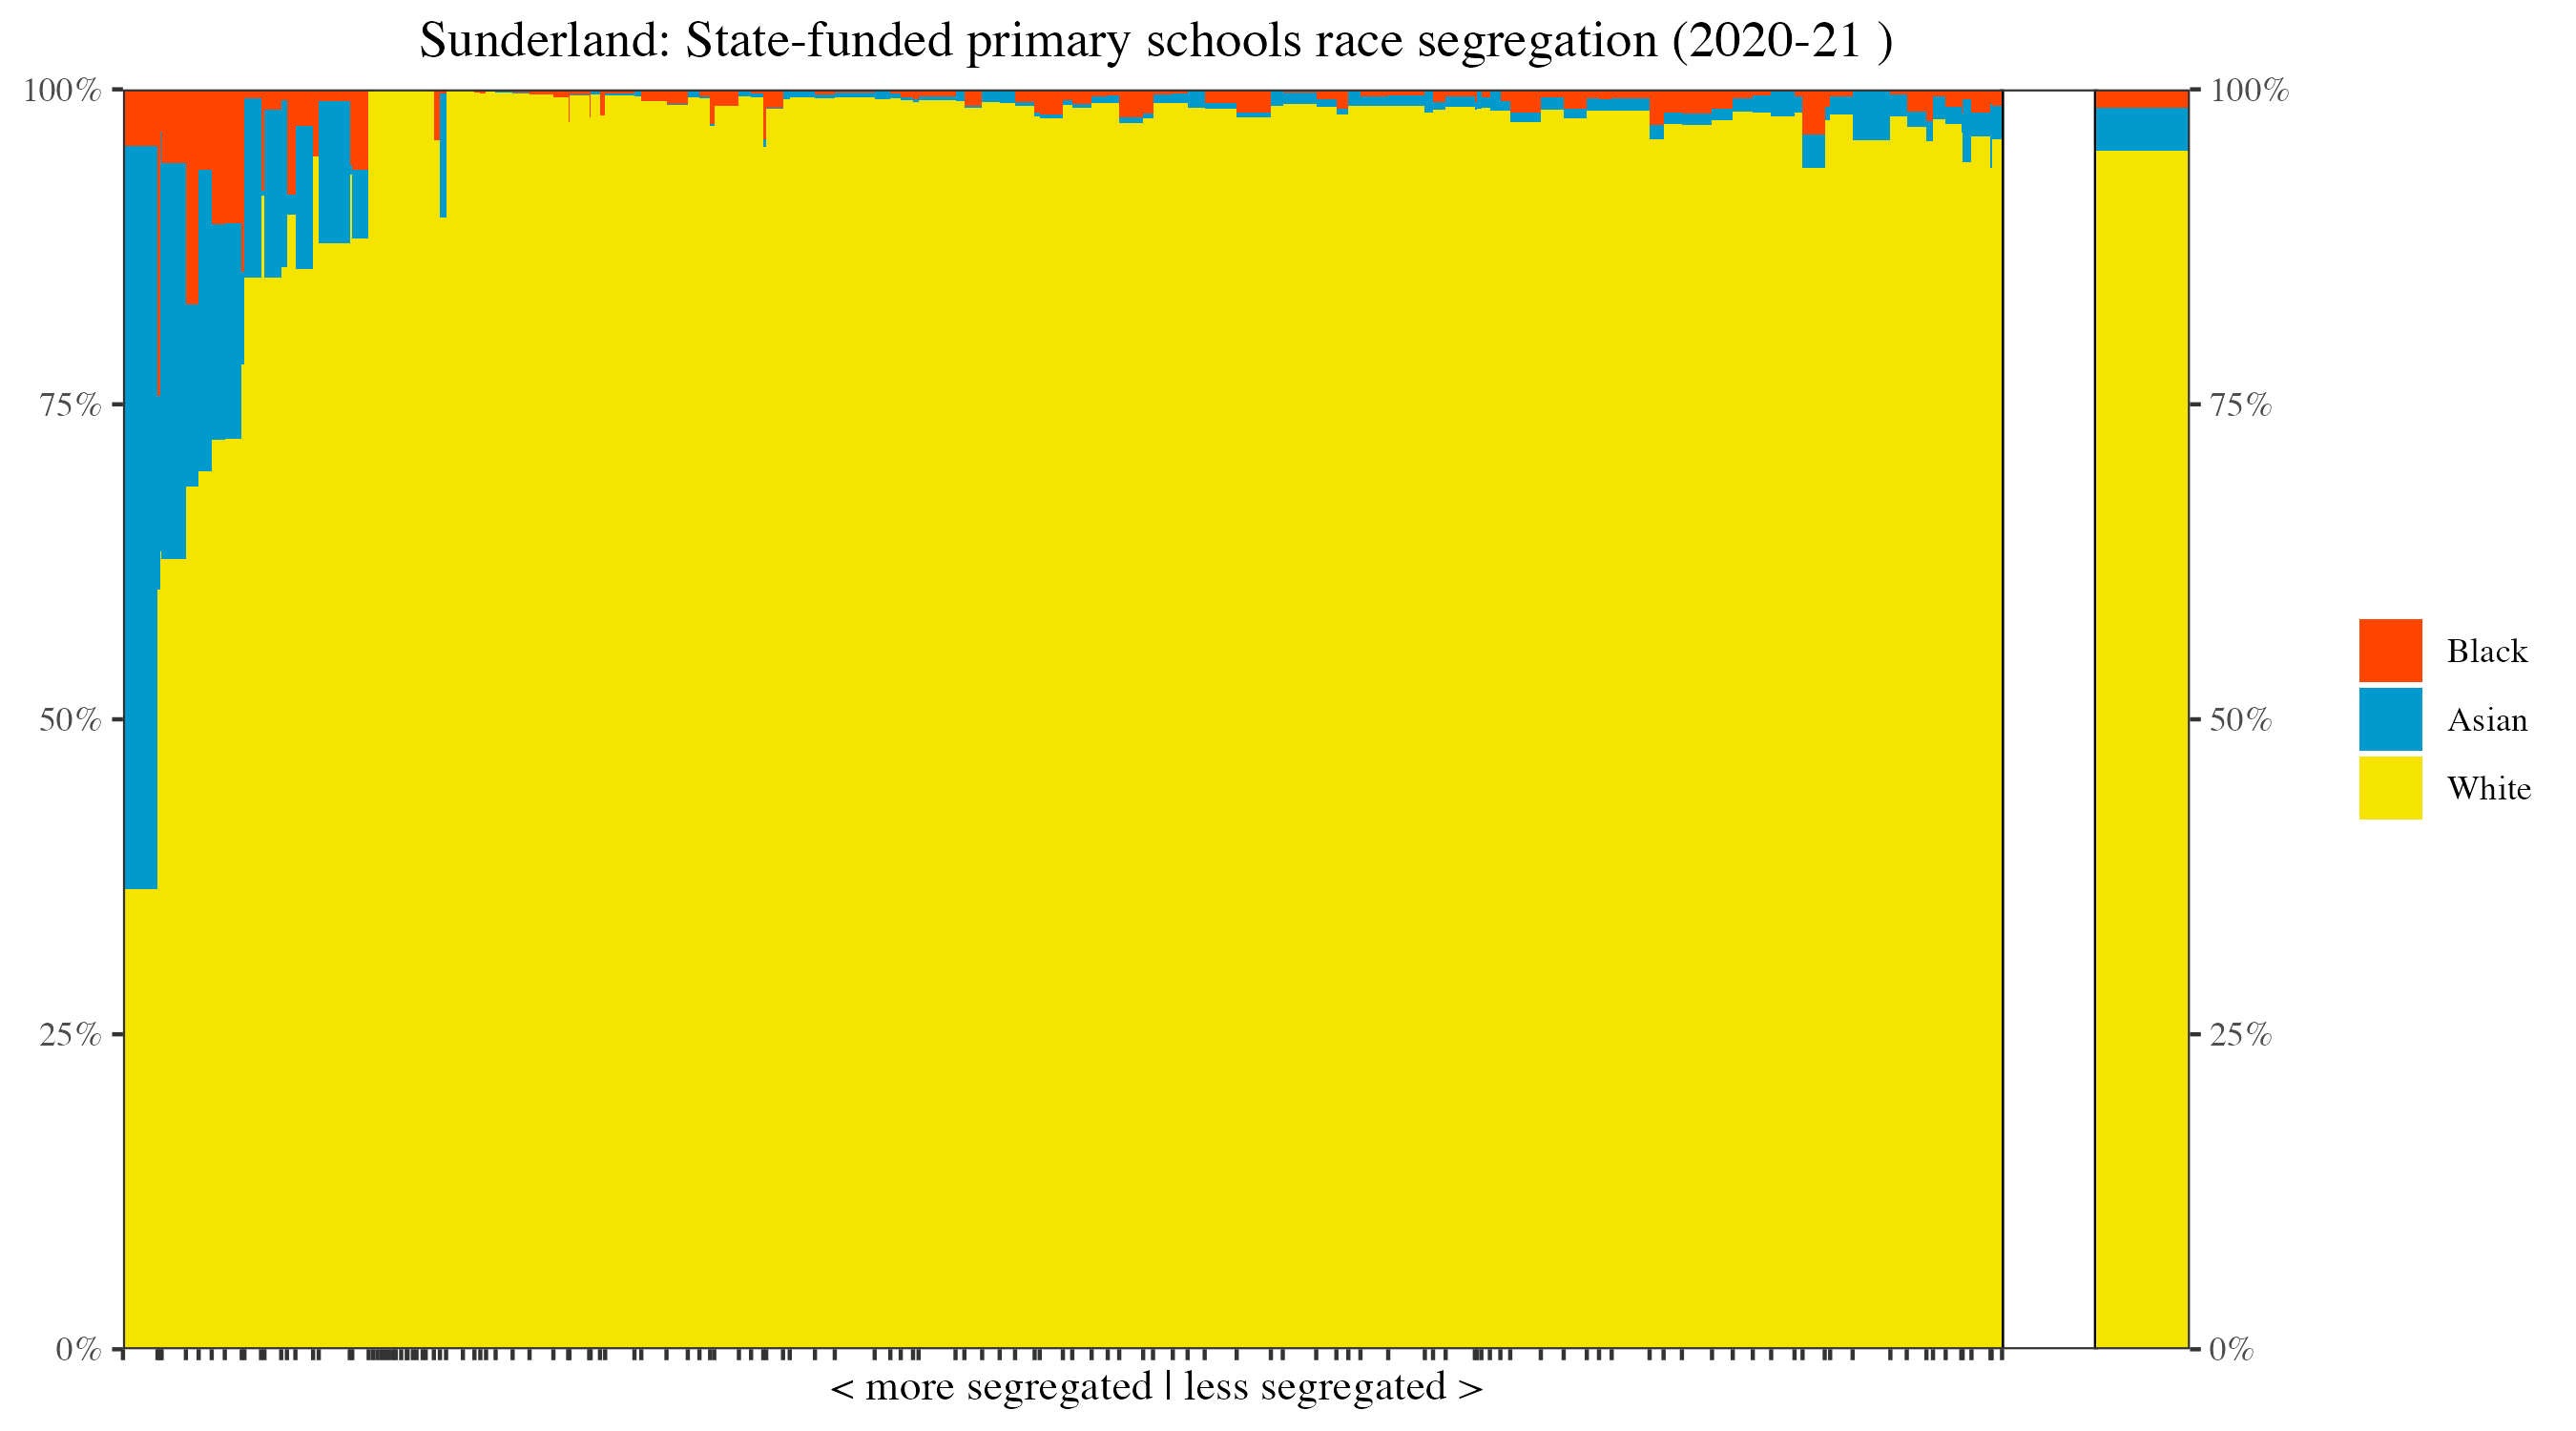 Sunderland: State-funded primary schools race segregation (2020-21 )
100%
75%
50%
25%
0%
100%
75%
50%
25%
0%
Black
Asian
White
< more segregated | less segregated >